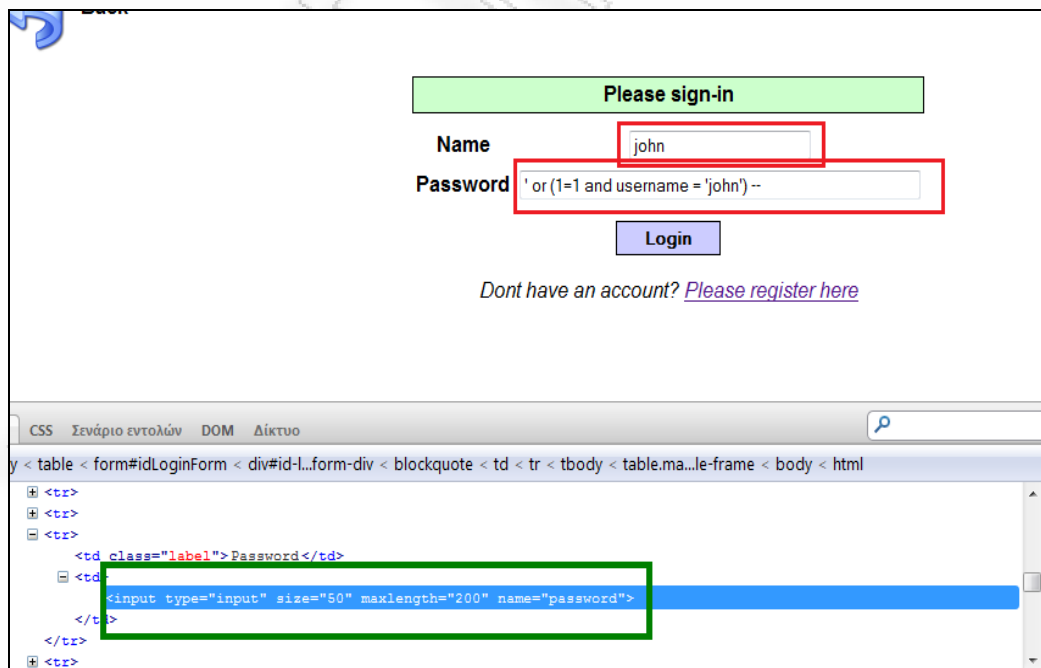 Back
Please sign-in
Name john
Password ' or (1=1 and username = 'john') --
Login
Dont have an account? Please register here
CSS Σενάριο εντολών DOM Δίκτυο
y < table < form#idLoginForm < div#id-l...form-div < blockquote < td < tr < tbody < table.ma...le-frame < body < html
<tr>
<tr>
<tr>
<td class="label">Password</td>
<td>
<input type="input" size="50" maxlength="200" name="password">
</td>
</tr>
<tr>